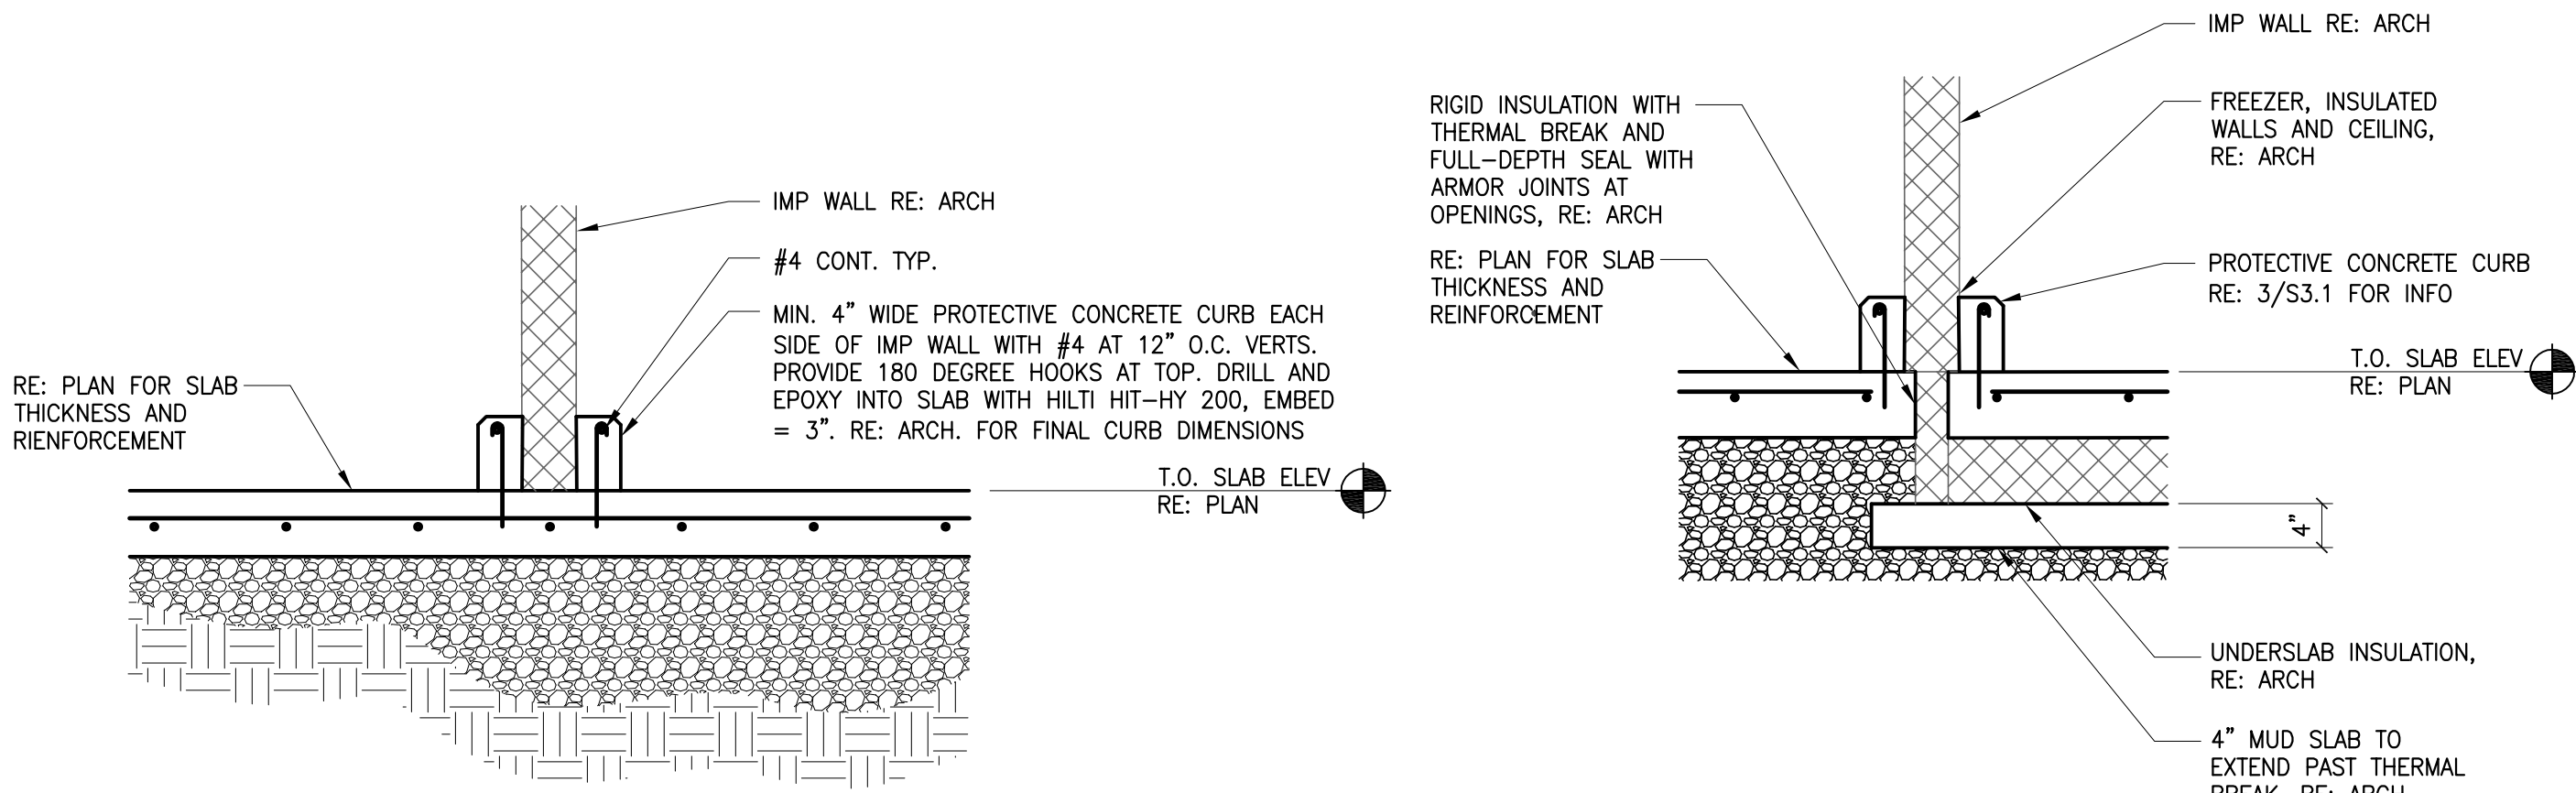 IMP WALL RE: ARCH
#4 CONT. TYP.
MIN. 4” WIDE PROTECTIVE CONCRETE CURB EACH
SIDE OF IMP WALL WITH #4 AT 12” O.C. VERTS.
PROVIDE 180 DEGREE HOOKS AT TOP. DRILL AND
EPOXY INTO SLAB WITH HILTI HIT-HY 200, EMBED
= 3”. RE: ARCH. FOR FINAL CURB DIMENSIONS
RE: PLAN FOR SLAB
THICKNESS AND
RIENFORCEMENT
T.O. SLAB ELEV
RE: PLAN
RIGID INSULATION WITH
THERMAL BREAK AND
FULL-DEPTH SEAL WITH
ARMOR JOINTS AT
OPENINGS, RE: ARCH
RE: PLAN FOR SLAB
THICKNESS AND
REINFORCEMENT
IMP WALL RE: ARCH
FREEZER, INSULATED
WALLS AND CEILING,
RE: ARCH
PROTECTIVE CONCRETE CURB
RE: 3/S3.1 FOR INFO
T.O. SLAB ELEV
RE: PLAN
4”
UNDERSLAB INSULATION,
RE: ARCH
4” MUD SLAB TO
EXTEND PAST THERMAL
BREAK, RE: ARCH